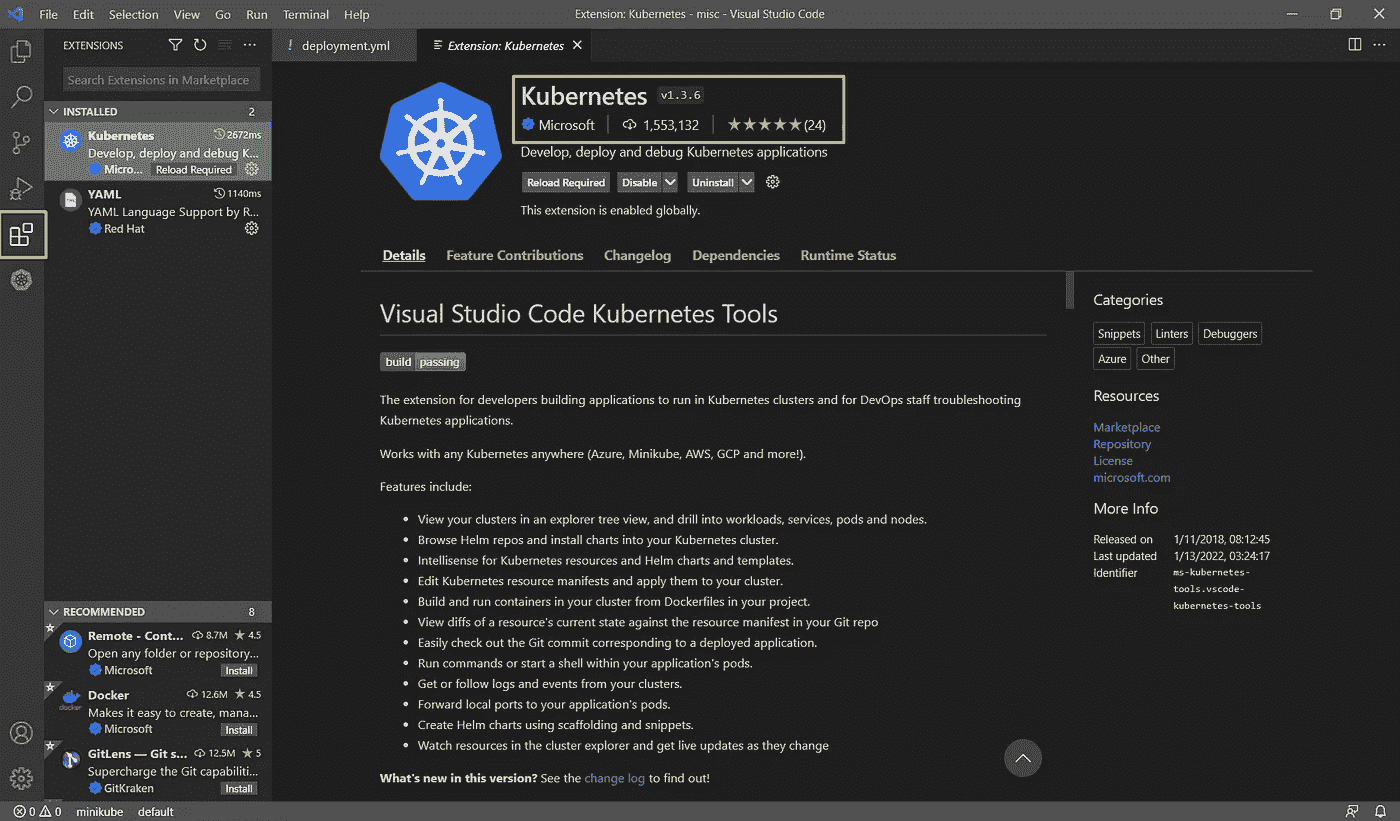 File Edit Selection View Go Run Terminal Help
Extension: Kubernetes - misc - Visual Studio Code
EXTENSIONS
Search Extensions in Marketplace
INSTALLED 2
Kubernetes 2672ms
Develop, deploy and debug K...
Micro... Reload Required
YAML 1140ms
YAML Language Support by R...
Red Hat
RECOMMENDED 8
Remote - Cont... 8.7M ★ 4.5
Open any folder or repository...
Microsoft Install
Docker 12.6M ★ 4.5
docker
Makes it easy to create, mana...
Microsoft Install
GitLens — Git s... 12.5M ★ 5
Supercharge the Git capabiliti...
GitKraken Install
! deployment.yml
Extension: Kubernetes
Kubernetes v1.3.6
Microsoft | 1,553,132 | ★★★★★(24)
Develop, deploy and debug Kubernetes applications
Reload Required Disable Uninstall
This extension is enabled globally.
Details Feature Contributions Changelog Dependencies Runtime Status
Visual Studio Code Kubernetes Tools
build passing
The extension for developers building applications to run in Kubernetes clusters and for DevOps staff troubleshooting
Kubernetes applications.
Works with any Kubernetes anywhere (Azure, Minikube, AWS, GCP and more!).
Features include:
• View your clusters in an explorer tree view, and drill into workloads, services, pods and nodes.
• Browse Helm repos and install charts into your Kubernetes cluster.
• Intellisense for Kubernetes resources and Helm charts and templates.
• Edit Kubernetes resource manifests and apply them to your cluster.
• Build and run containers in your cluster from Dockerfiles in your project.
• View diffs of a resource's current state against the resource manifest in your Git repo
• Easily check out the Git commit corresponding to a deployed application.
• Run commands or start a shell within your application's pods.
• Get or follow logs and events from your clusters.
• Forward local ports to your application's pods.
• Create Helm charts using scaffolding and snippets.
• Watch resources in the cluster explorer and get live updates as they change
What's new in this version? See the change log to find out!
Categories
Snippets Linters Debuggers
Azure Other
Resources
Marketplace
Repository
License
microsoft.com
More Info
Released on 1/11/2018, 08:12:45
Last updated 1/13/2022, 03:24:17
Identifier ms-kubernetes-
tools.vscode-
kubernetes-tools
0 0 minikube default